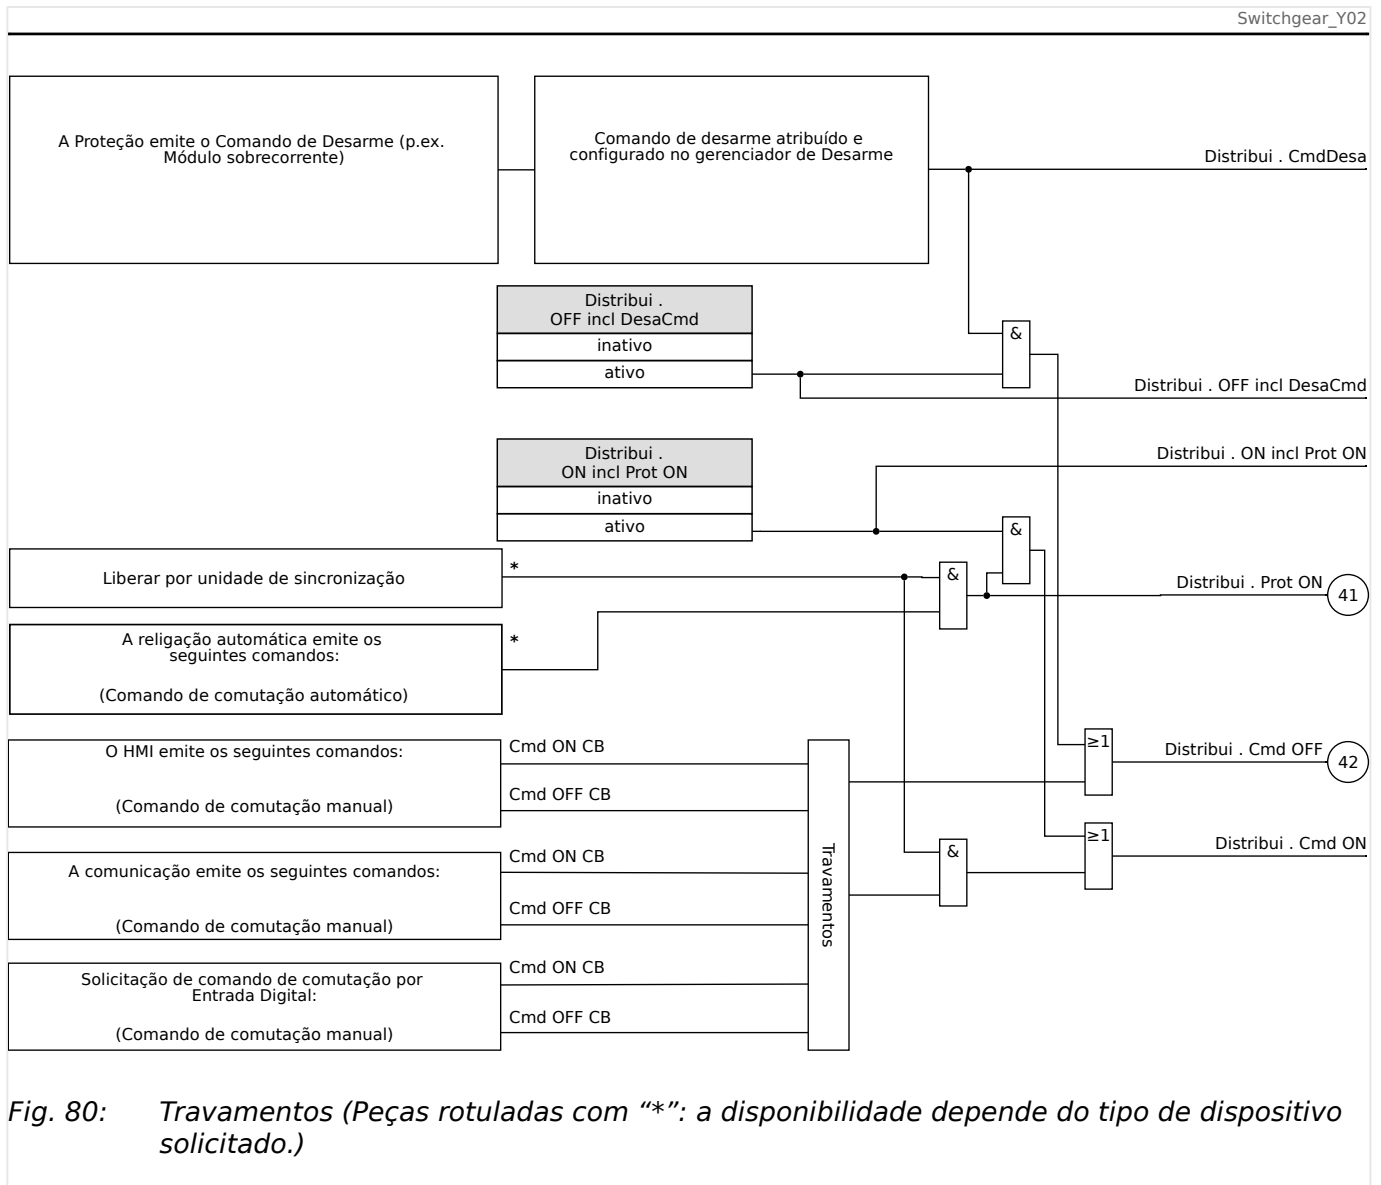 Switchgear_Y02
A Proteção emite o Comando de Desarme (p.ex.
Módulo sobrecorrente)
Comando de desarme atribuído e
configurado no gerenciador de Desarme
Distribui . CmdDesa
Distribui .
OFF incl DesaCmd
inativo
ativo
&
Distribui . OFF incl DesaCmd
Distribui .
ON incl Prot ON
inativo
ativo
Distribui . ON incl Prot ON
&
Liberar por unidade de sincronização
*
&
Distribui . Prot ON
41
A religação automática emite os
seguintes comandos:
(Comando de comutação automático)
*
O HMI emite os seguintes comandos:
(Comando de comutação manual)
Cmd ON CB
Cmd OFF CB
≥1
Distribui . Cmd OFF
42
A comunicação emite os seguintes comandos:
(Comando de comutação manual)
Cmd ON CB
Cmd OFF CB
Travamentos
&
≥1
Distribui . Cmd ON
Solicitação de comando de comutação por
Entrada Digital:
(Comando de comutação manual)
Cmd ON CB
Cmd OFF CB
Fig. 80: Travamentos (Peças rotuladas com “*”: a disponibilidade depende do tipo de dispositivo
solicitado.)